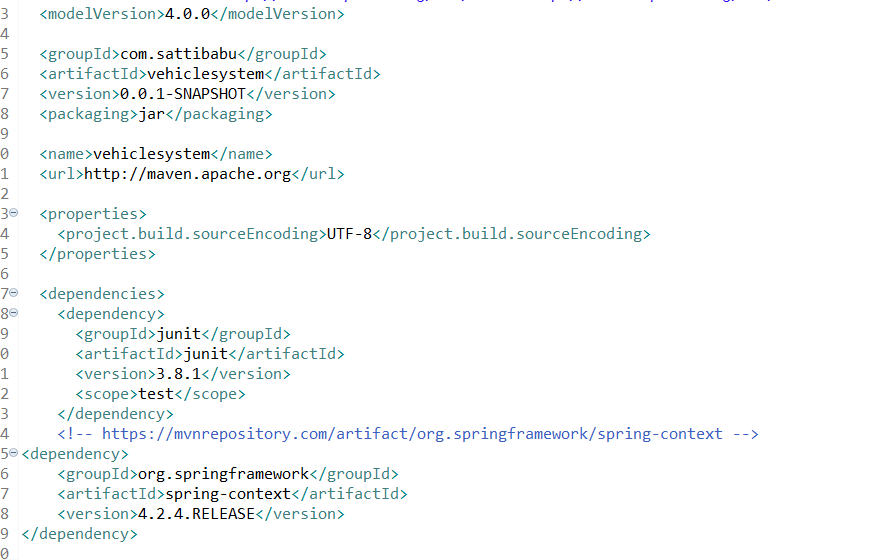 3 <modelVersion>4.0.0</modelVersion>
4
5 <groupId>com.sattibabu</groupId>
6 <artifactId>vehiclesystem</artifactId>
7 <version>0.0.1-SNAPSHOT</version>
8 <packaging>jar</packaging>
9
0 <name>vehiclesystem</name>
1 <url>http://maven.apache.org</url>
2
3 <properties>
4 <project.build.sourceEncoding>UTF-8</project.build.sourceEncoding>
5 </properties>
6
7 <dependencies>
8 <dependency>
9 <groupId>junit</groupId>
0 <artifactId>junit</artifactId>
1 <version>3.8.1</version>
2 <scope>test</scope>
3 </dependency>
4 <!-- https://mvnrepository.com/artifact/org.springframework/spring-context -->
5 <dependency>
6 <groupId>org.springframework</groupId>
7 <artifactId>spring-context</artifactId>
8 <version>4.2.4.RELEASE</version>
9 </dependency>
0